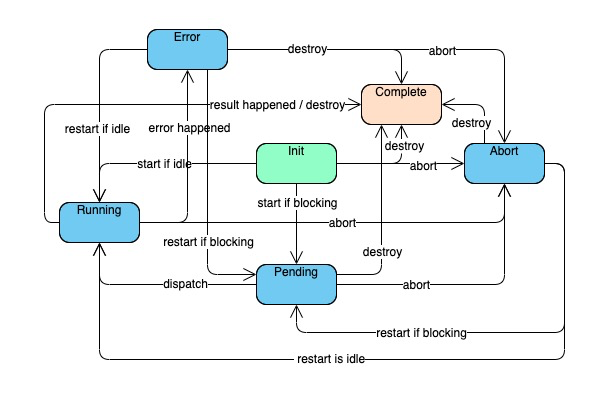 Error
destroy
abort
Complete
result happened / destroy
restart if idle
error happened
destroy
destroy
Init
Abort
start if idle
abort
start if blocking
Running
abort
restart if blocking
destroy
Pending
dispatch
abort
restart if blocking
restart is idle